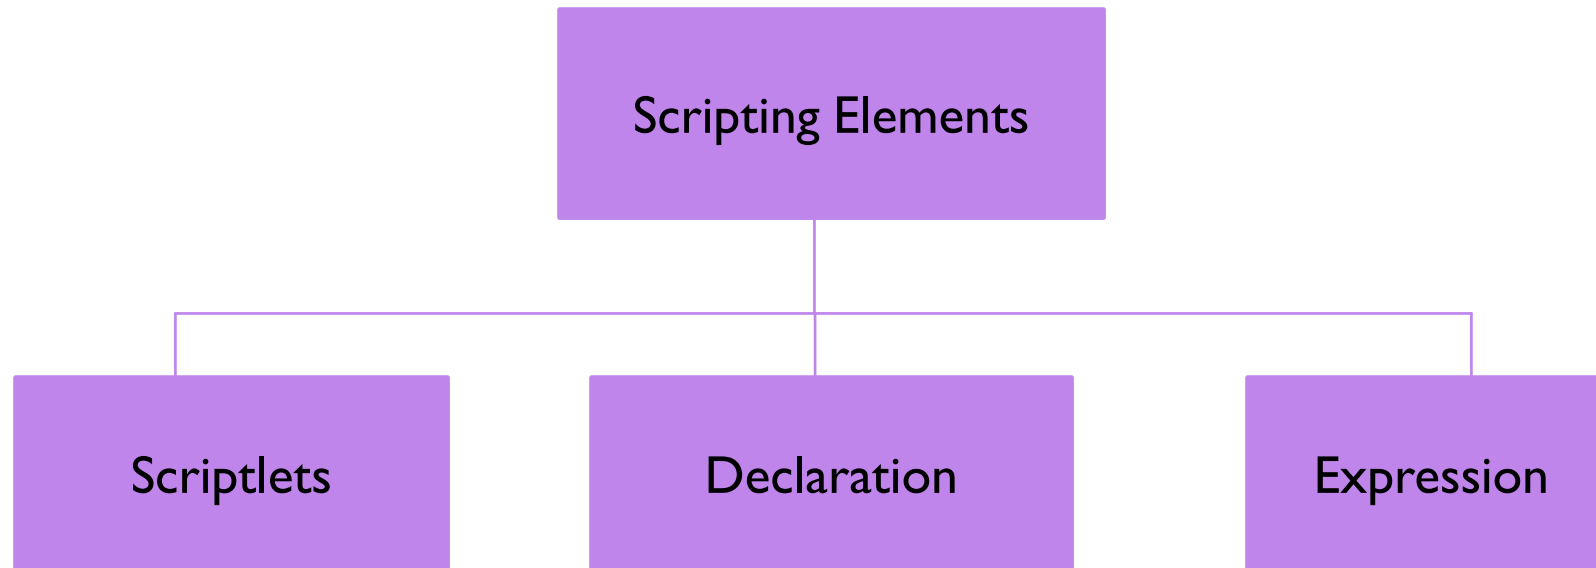 Scripting Elements
Scriptlets
Declaration
Expression